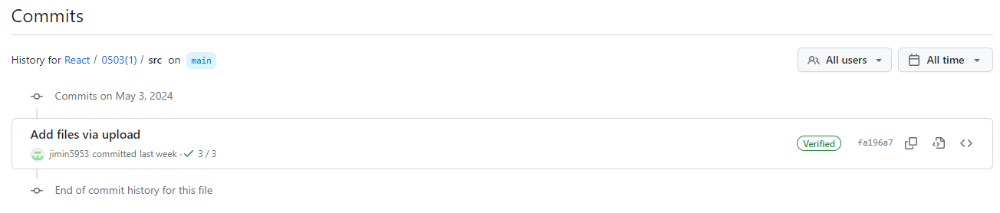 Commits
History for React / 0503(1) / src on main
All users
All time
Commits on May 3, 2024
Add files via upload
jimin5953 committed last week · 3 / 3
Verified
fa196a7
End of commit history for this file